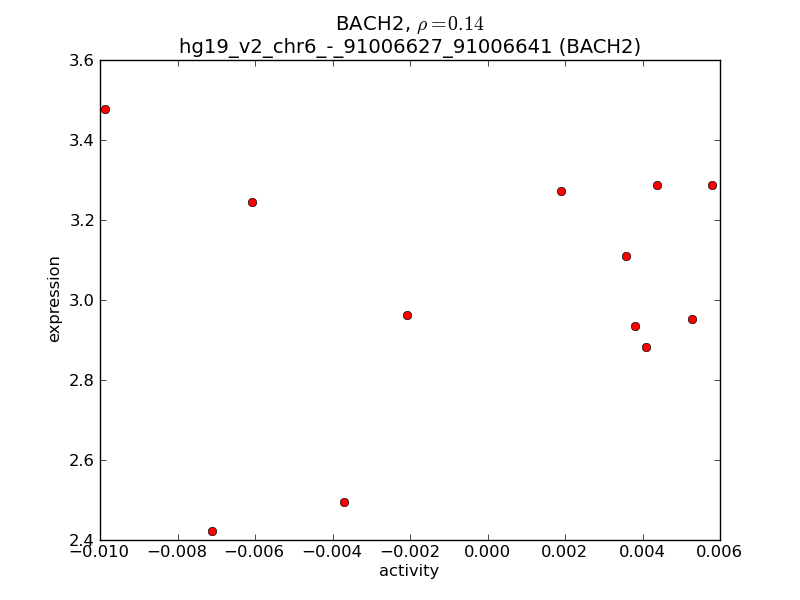 BACH2, ρ=0.14
hg19_v2_chr6_-_91006627_91006641 (BACH2)
3.6
3.4
3.2
3.0
2.8
2.6
2.4
expression
−0.010 −0.008 −0.006 −0.004 −0.002 0.000 0.002 0.004 0.006
activity